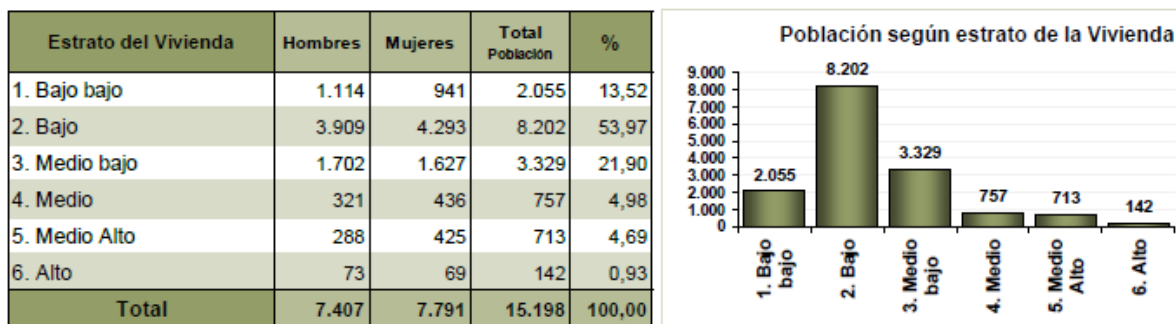 Estrato del Vivienda Hombres Mujeres Total Población %
1. Bajo bajo 1.114 941 2.055 13,52
2. Bajo 3.909 4.293 8.202 53,97
3. Medio bajo 1.702 1.627 3.329 21,90
4. Medio 321 436 757 4,98
5. Medio Alto 288 425 713 4,69
6. Alto 73 69 142 0,93
Total 7.407 7.791 15.198 100,00
Población según estrato de la Vivienda
9.000
8.000
7.000
6.000
5.000
4.000
3.000
2.000
1.000
0
2.055
8.202
3.329
757
713
142
1. Bajo bajo
2. Bajo
3. Medio bajo
4. Medio
5. Medio Alto
6. Alto